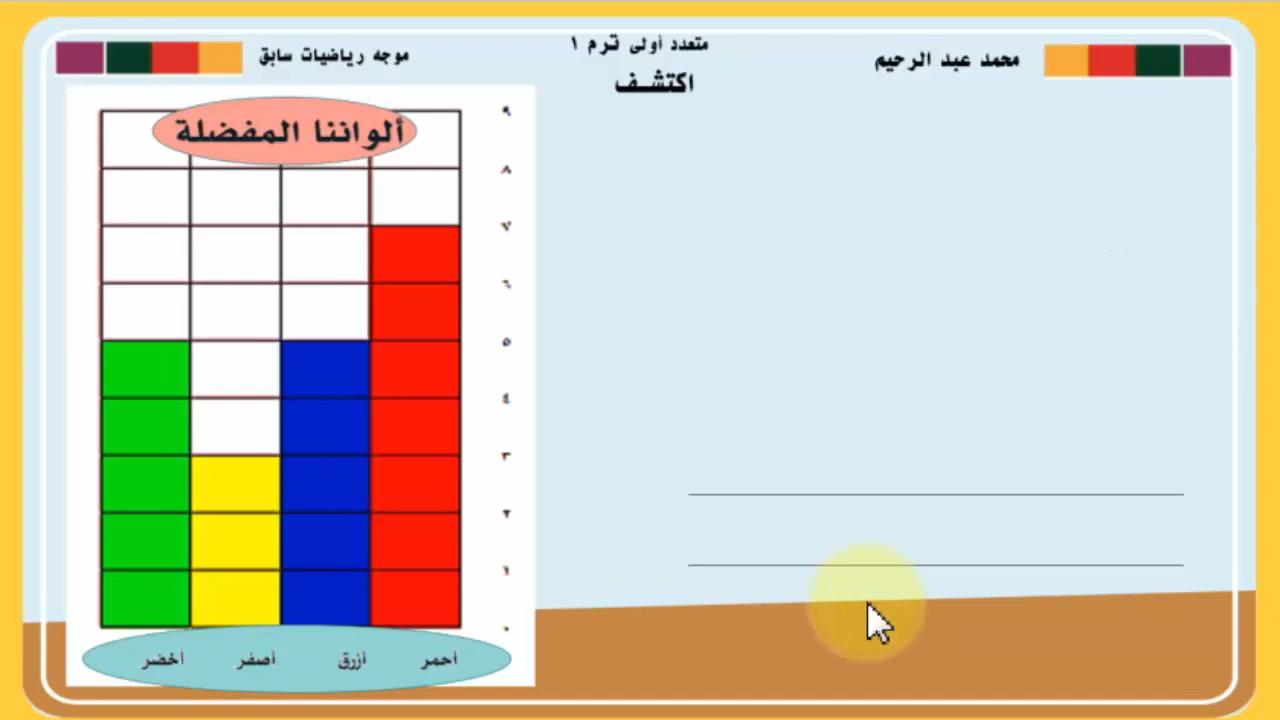 محمد عبد الرحيم
متعدد أولى ترم ١
موجه رياضيات سابق
اكتشف
ألواننا المفضلة
٩
٨
٧
٦
٥
٤
٣
٢
١
٠
أحمر أزرق أصفر أخضر